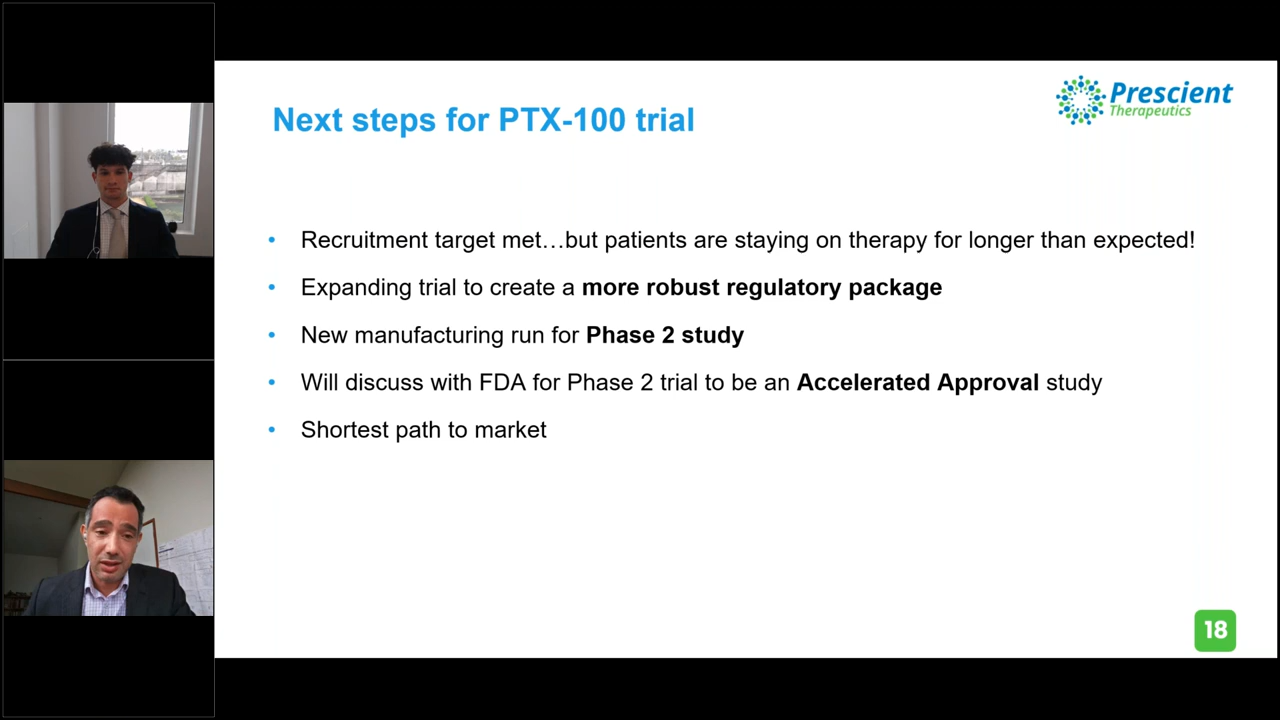 Prescient
Therapeutics
Next steps for PTX-100 trial
• Recruitment target met…but patients are staying on therapy for longer than expected!
• Expanding trial to create a more robust regulatory package
• New manufacturing run for Phase 2 study
• Will discuss with FDA for Phase 2 trial to be an Accelerated Approval study
• Shortest path to market
18